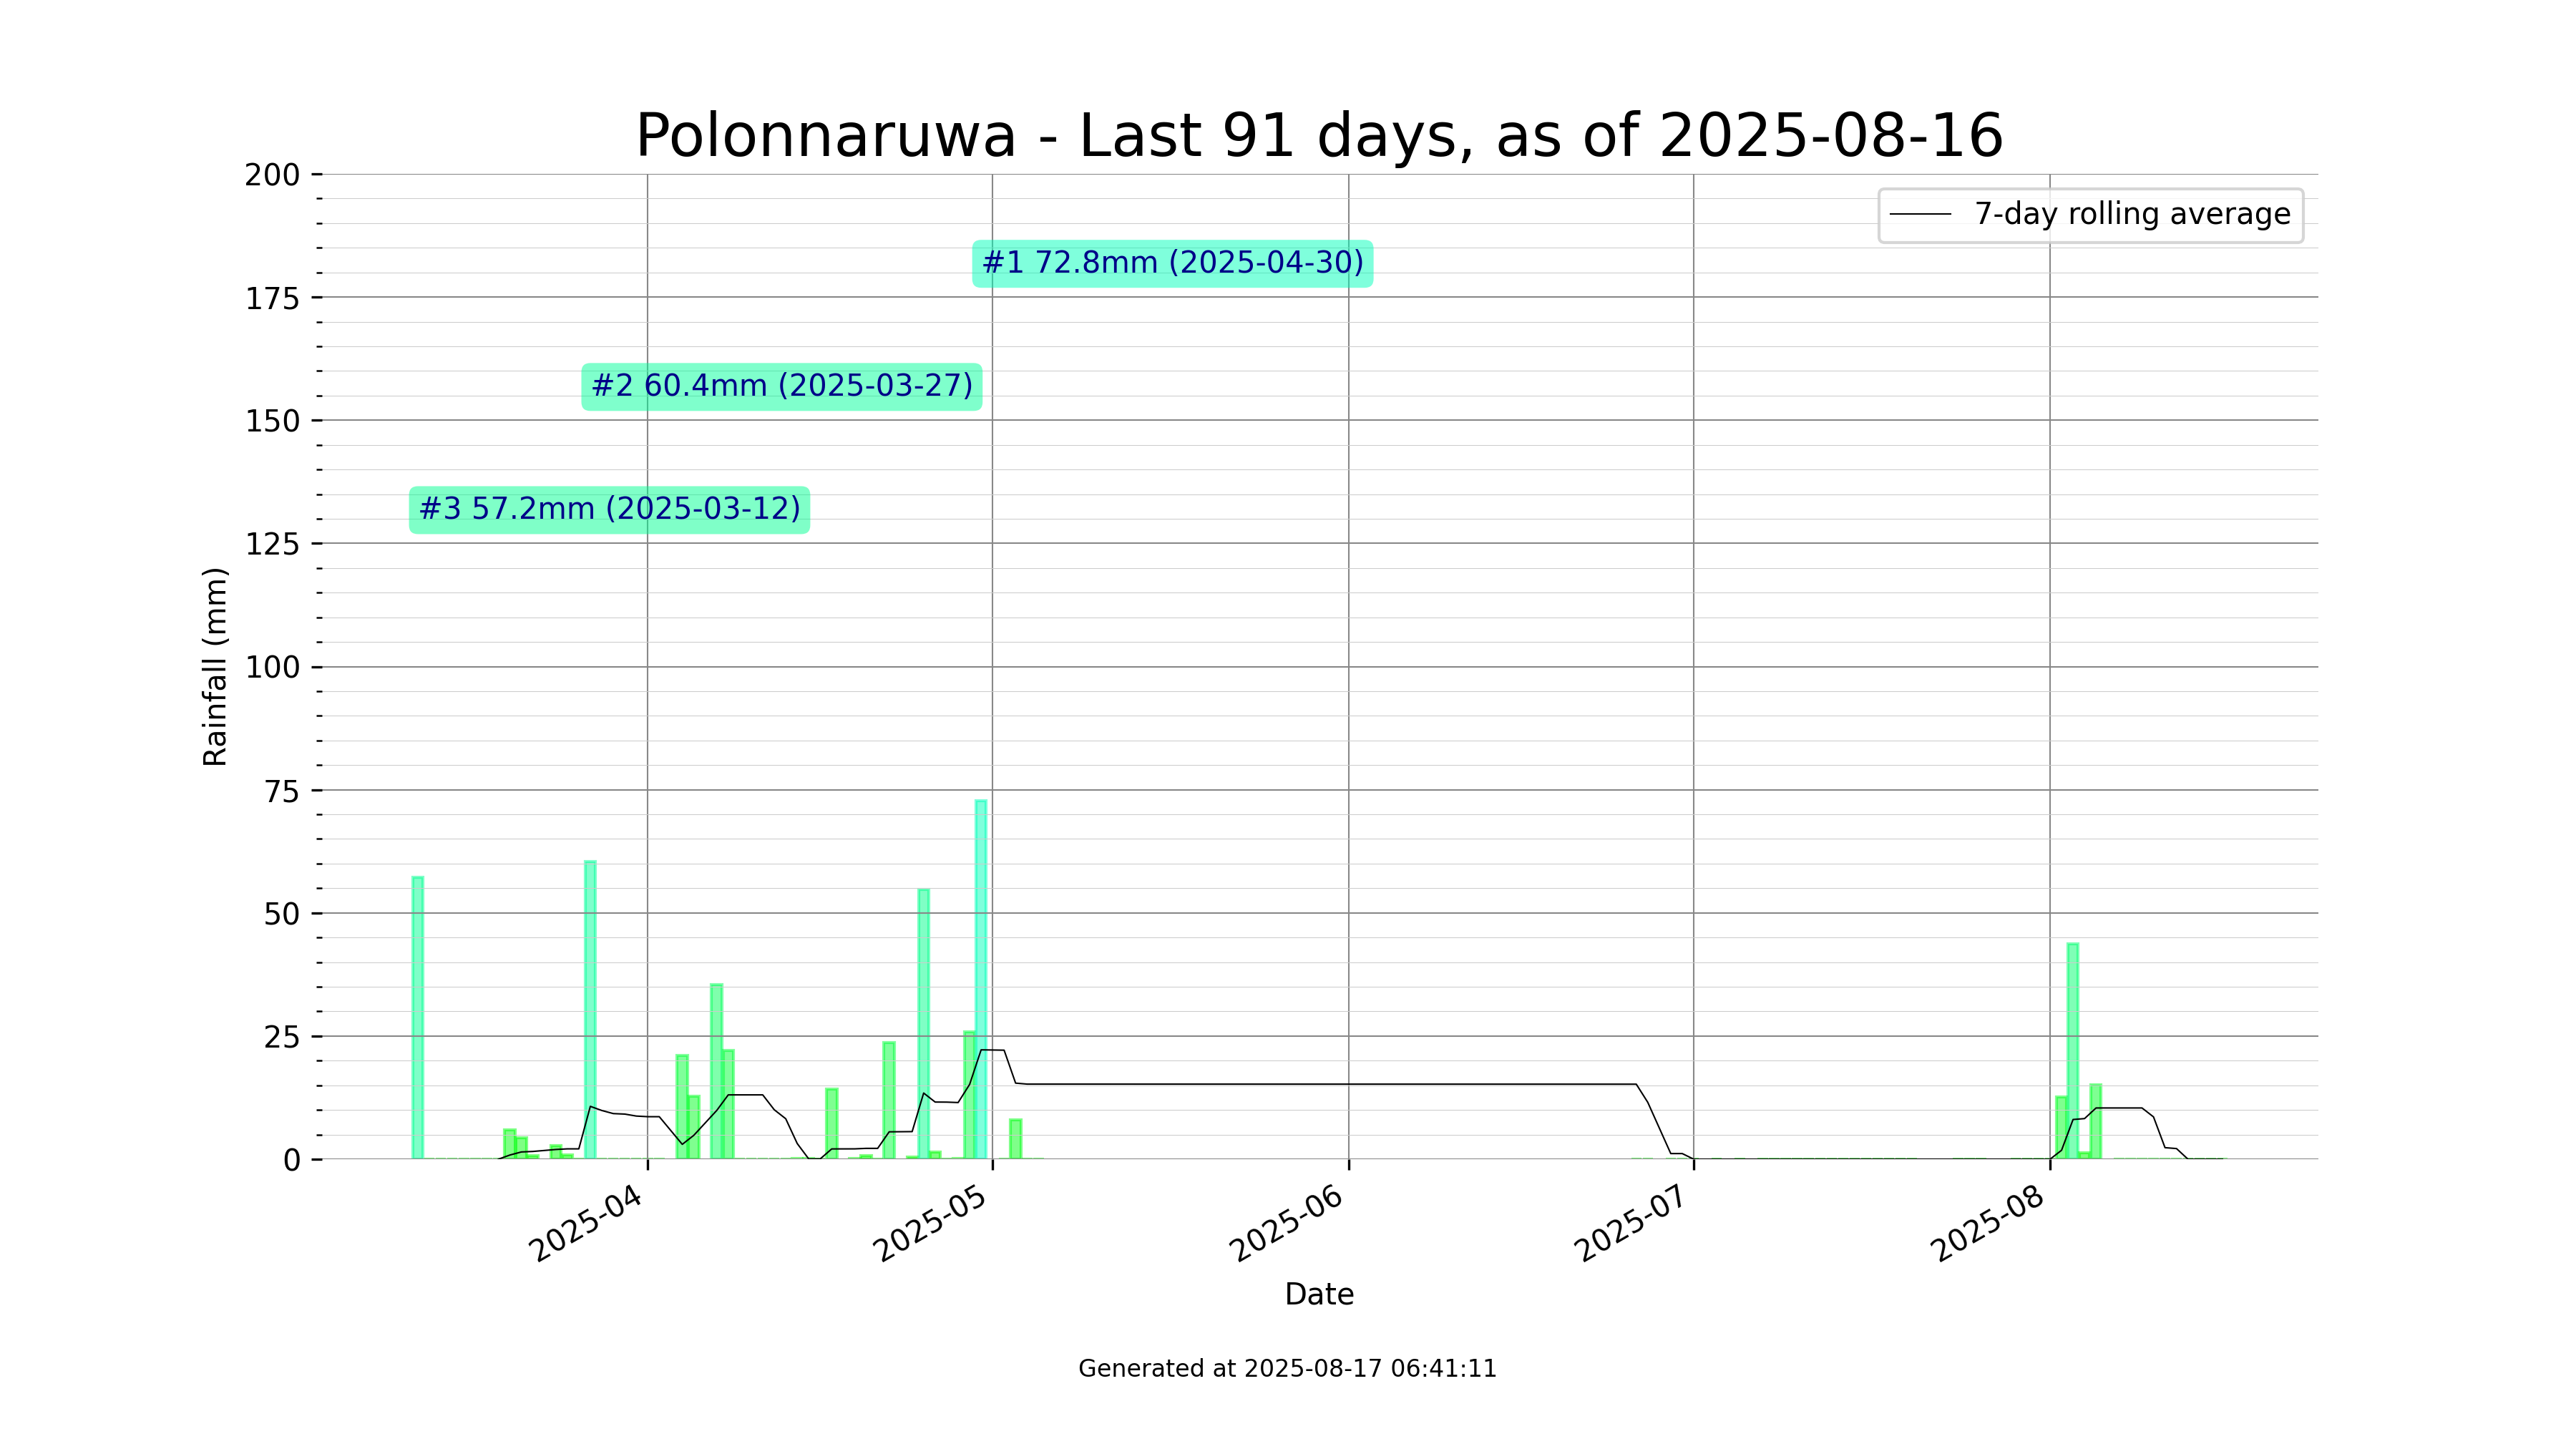 Polonnaruwa - Last 91 days, as of 2025-08-16
200
7-day rolling average
#1 72.8mm (2025-04-30)
175
#2 60.4mm (2025-03-27)
150
#3 57.2mm (2025-03-12)
125
Rainfall (mm)
100
75
50
25
0
2025-04
2025-05
2025-06
2025-07
2025-08
Date
Generated at 2025-08-17 06:41:11